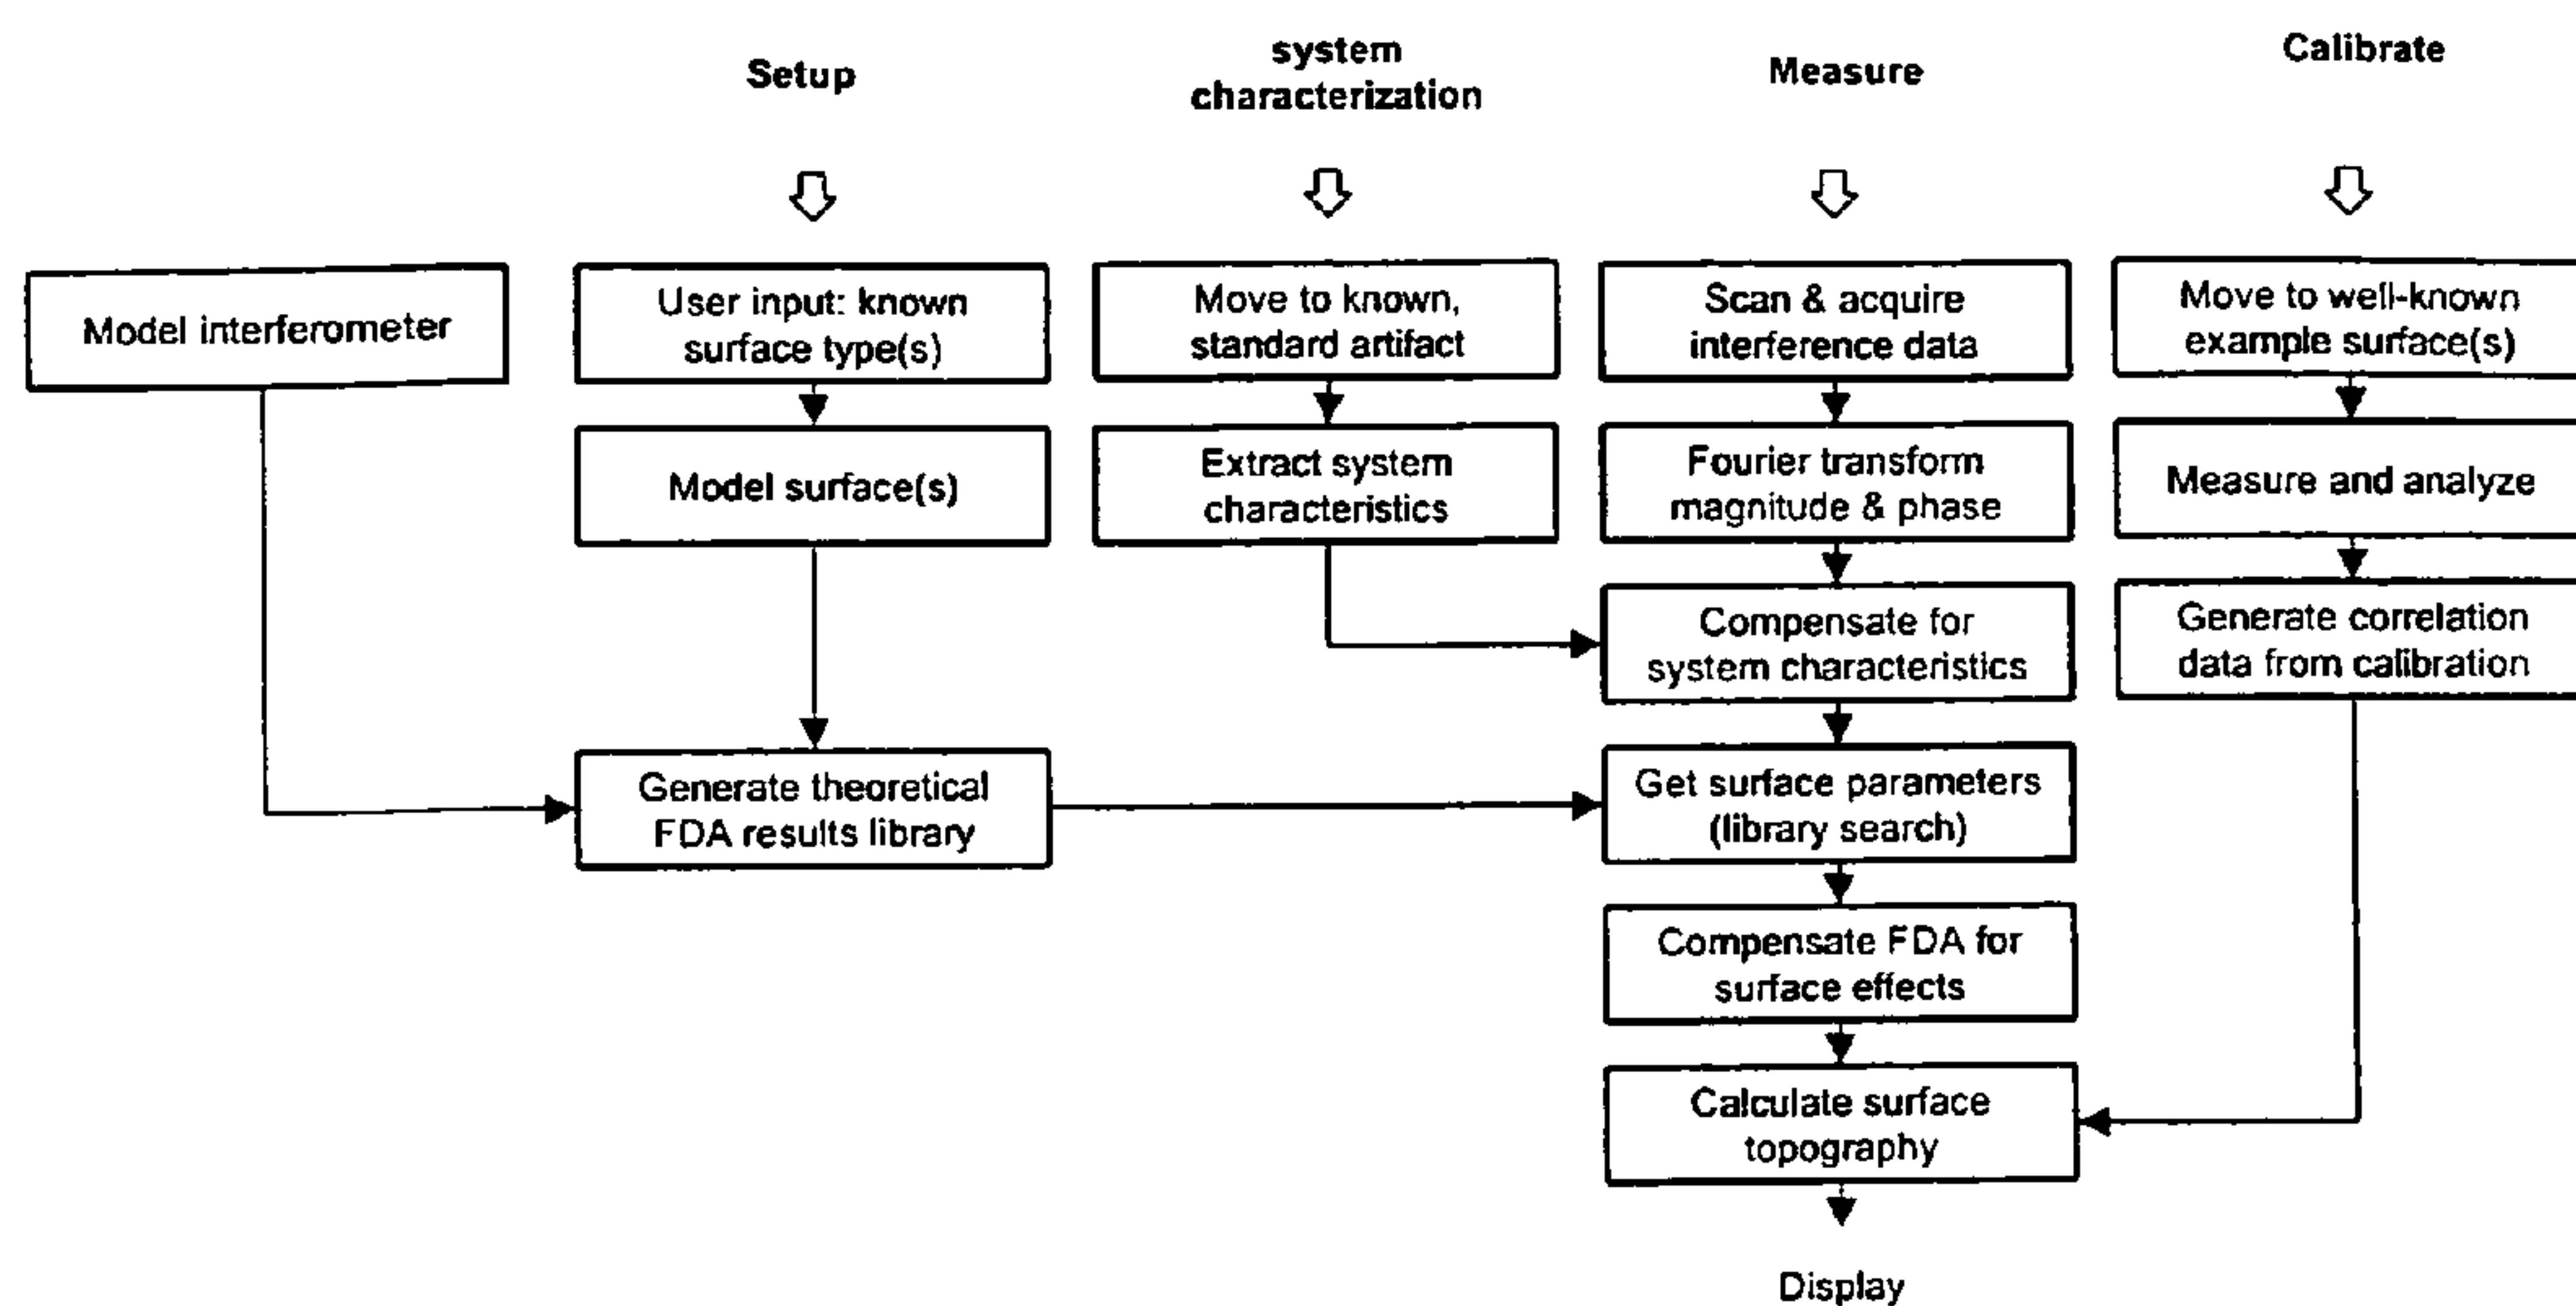 Setup
system
characterization
Measure
Calibrate
Model interferometer
User input: known
surface type(s)
Model surface(s)
Generate theoretical
FDA results library
Move to known,
standard artifact
Extract system
characteristics
Scan & acquire
interference data
Fourier transform
magnitude & phase
Compensate for
system characteristics
Get surface parameters
(library search)
Compensate FDA for
surface effects
Calculate surface
topography
Display
Move to well-known
example surface(s)
Measure and analyze
Generate correlation
data from calibration